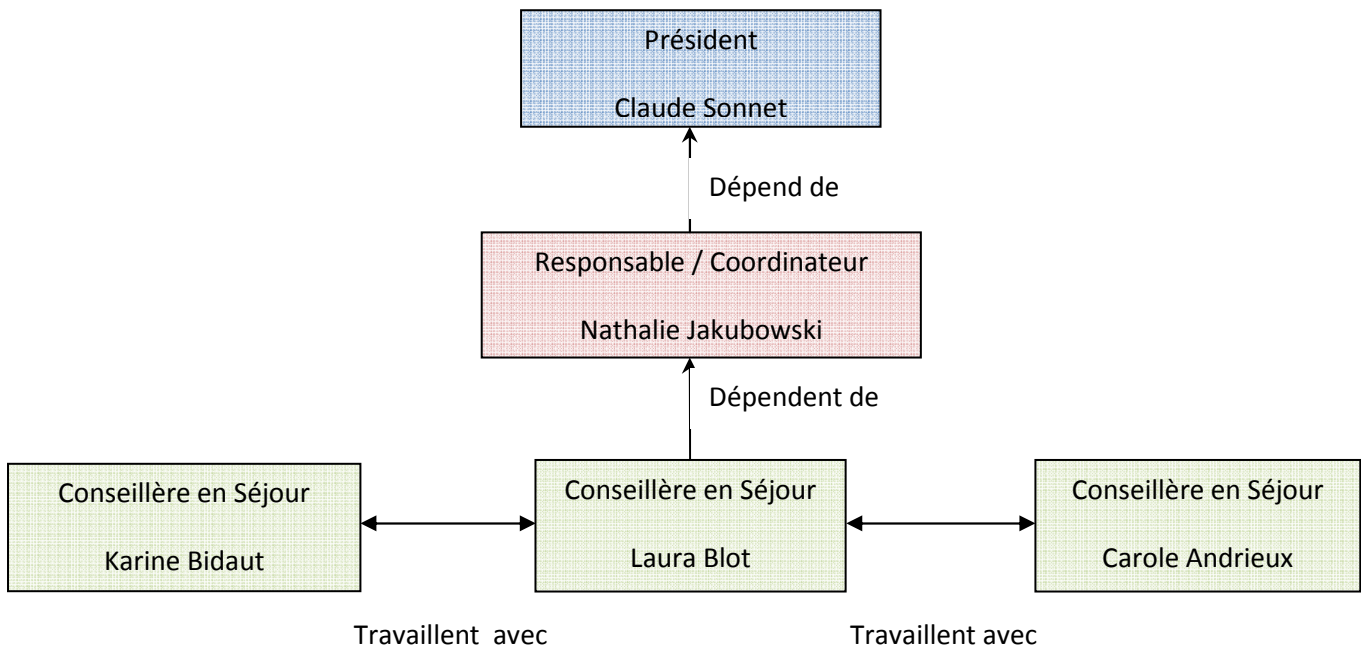 Président
Claude Sonnet
Dépend de
Responsable / Coordinateur
Nathalie Jakubowski
Dépendent de
Conseillère en Séjour
Karine Bidaut
Conseillère en Séjour
Laura Blot
Conseillère en Séjour
Carole Andrieux
Travaillent avec
Travaillent avec